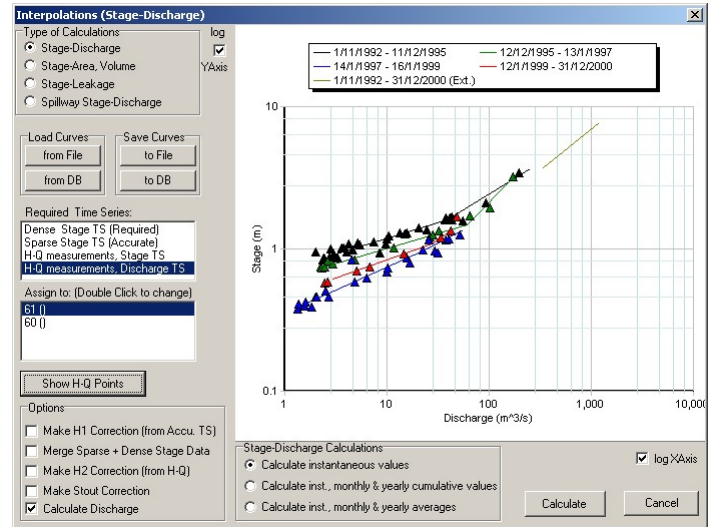 Interpolations (Stage-Discharge)
Type of Calculations
Stage-Discharge
Stage-Area, Volume
Stage-Leakage
Spillway Stage-Discharge
log
YAxis
Load Curves
from File
from DB
Save Curves
to File
to DB
Required Time Series:
Dense Stage TS (Required)
Sparse Stage TS (Accurate)
H-Q measurements, Stage TS
H-Q measurements, Discharge TS
Assign to: (Double Click to change)
61 ()
60 ()
Show H-Q Points
Options
Make H1 Correction (from Accu. TS)
Merge Sparse + Dense Stage Data
Make H2 Correction (from H-Q)
Make Stout Correction
Calculate Discharge
1/11/1992 - 11/12/1995
12/12/1995 - 13/1/1997
14/1/1997 - 16/1/1999
12/1/1999 - 31/12/2000
1/11/1992 - 31/12/2000 (Ext.)
10
1
0.1
Stage (m)
1
10
100
1,000
10,000
Discharge (m^3/s)
Stage-Discharge Calculations
Calculate instantaneous values
Calculate inst., monthly & yearly cumulative values
Calculate inst., monthly & yearly averages
log XAxis
Calculate
Cancel